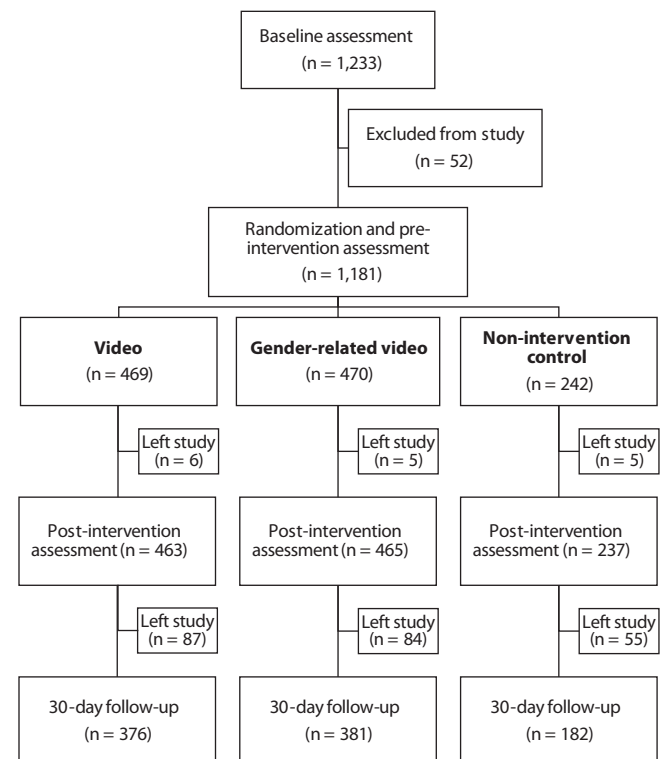 Baseline assessment
(n = 1,233)
Excluded from study
(n = 52)
Randomization and pre-
intervention assessment
(n = 1,181)
Video
(n = 469)
Gender-related video
(n = 470)
Non-intervention
control
(n = 242)
Left study
(n = 6)
Left study
(n = 5)
Left study
(n = 5)
Post-intervention
assessment (n = 463)
Post-intervention
assessment (n = 465)
Post-intervention
assessment (n = 237)
Left study
(n = 87)
Left study
(n = 84)
Left study
(n = 55)
30-day follow-up
(n = 376)
30-day follow-up
(n = 381)
30-day follow-up
(n = 182)